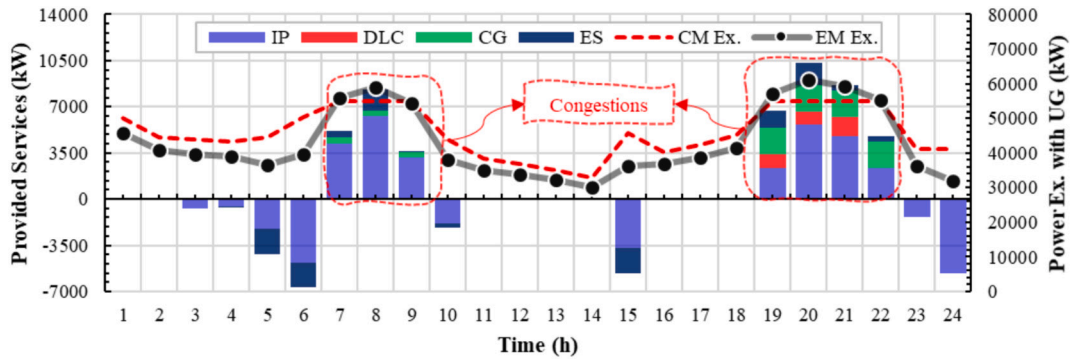 14000
10500
7000
3500
0
-3500
-7000
Provided Services (kW)
IP DLC CG ES CM Ex. EM Ex.
Congestions
80000
70000
60000
50000
40000
30000
20000
10000
0
Power Ex. with UG (kW)
1 2 3 4 5 6 7 8 9 10 11 12 13 14 15 16 17 18 19 20 21 22 23 24
Time (h)